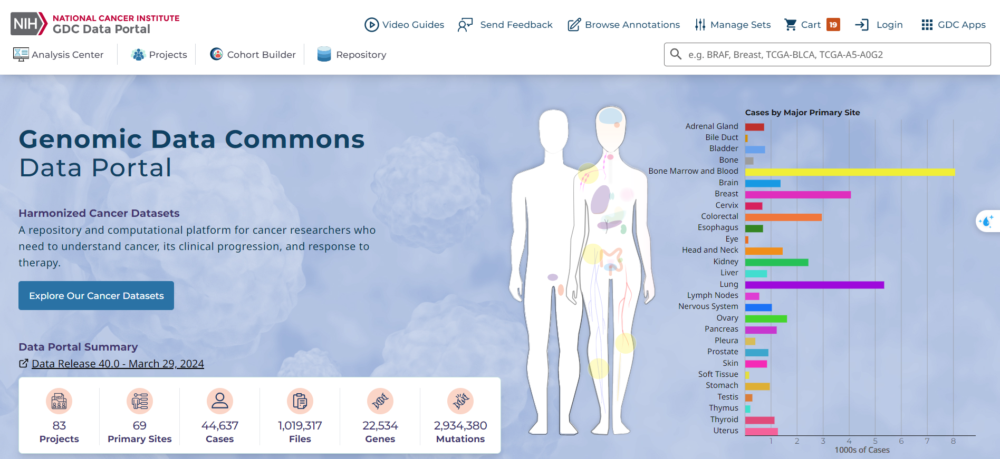 NIH
NATIONAL CANCER INSTITUTE
GDC Data Portal
Video Guides
Send Feedback
Browse Annotations
Manage Sets
Cart 19
Login
GDC Apps
Analysis Center
Projects
Cohort Builder
Repository
e.g. BRAF, Breast, TCGA-BLCA, TCGA-A5-A0G2
Genomic Data Commons
Data Portal
Harmonized Cancer Datasets
A repository and computational platform for cancer researchers who
need to understand cancer, its clinical progression, and response to
therapy.
Explore Our Cancer Datasets
Data Portal Summary
Data Release 40.0 - March 29, 2024
83
Projects
69
Primary Sites
44,637
Cases
1,019,317
Files
22,534
Genes
2,934,380
Mutations
Cases by Major Primary Site
Adrenal Gland
Bile Duct
Bladder
Bone
Bone Marrow and Blood
Brain
Breast
Cervix
Colorectal
Esophagus
Eye
Head and Neck
Kidney
Liver
Lung
Lymph Nodes
Nervous System
Ovary
Pancreas
Pleura
Prostate
Skin
Soft Tissue
Stomach
Testis
Thymus
Thyroid
Uterus
1 2 3 4 5 6 7 8
1000s of Cases